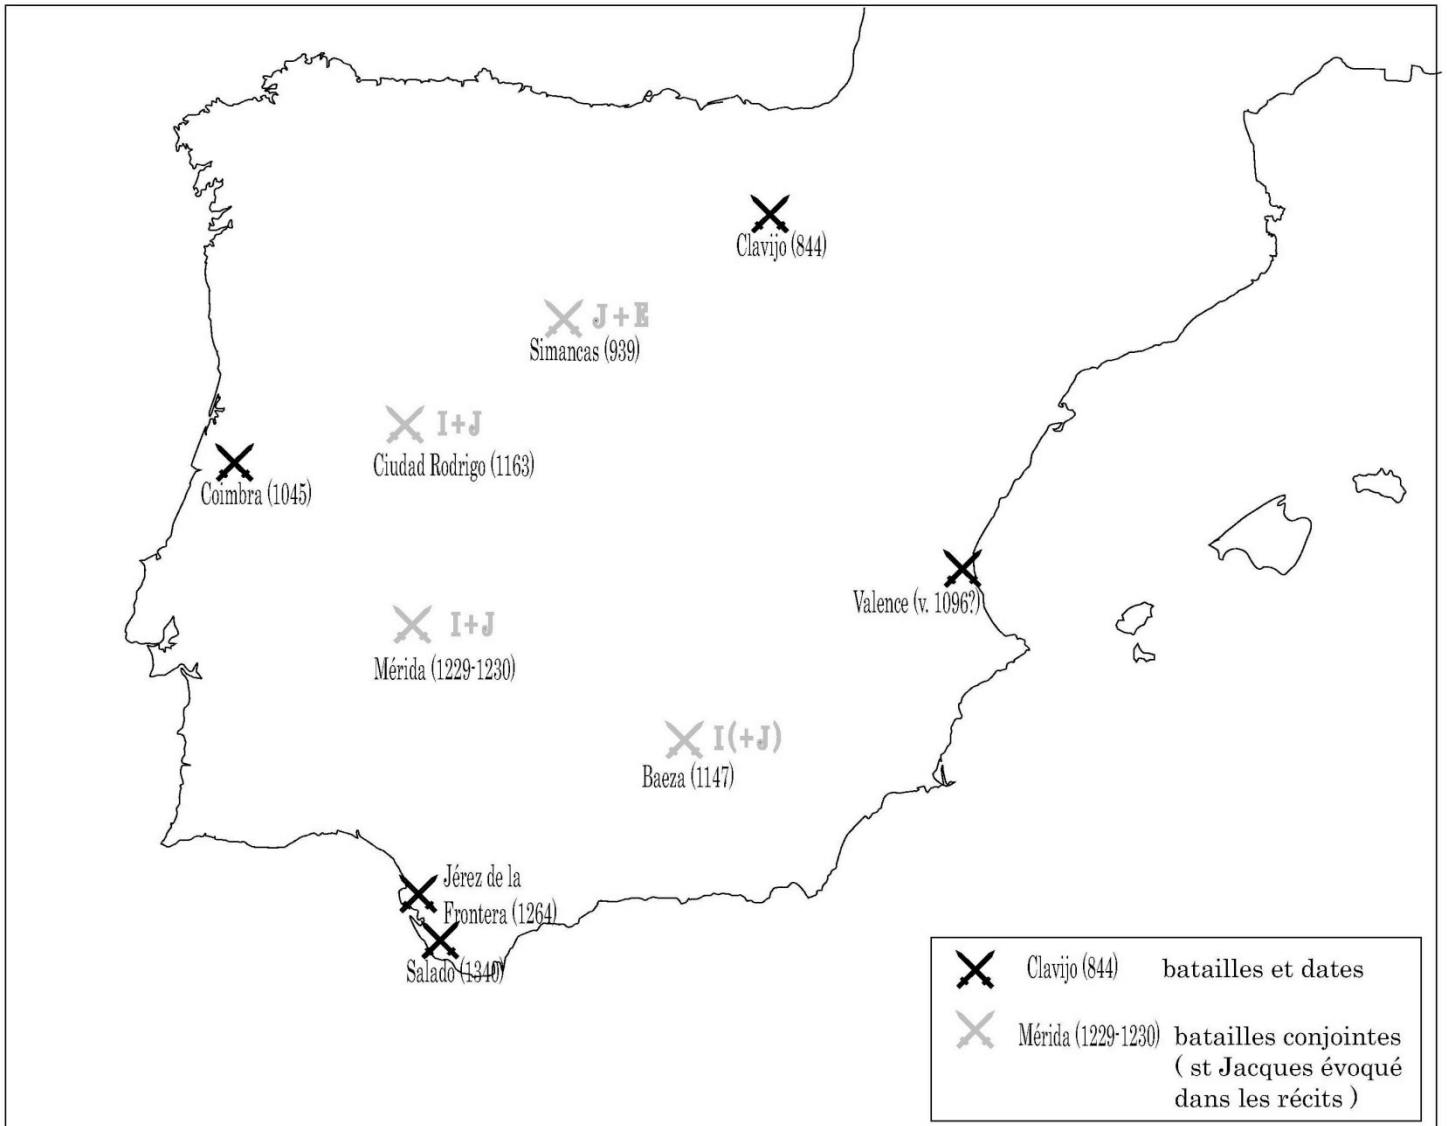 Clavijo (844)
J+E
Simancas (939)
I+J
Ciudad Rodrigo (1163)
Coimbra (1045)
Valence (v. 1096?)
I+J
Mérida (1229-1230)
I(+J)
Baeza (1147)
Jérez de la
Frontera (1264)
Salado (1340)
Clavijo (844) batailles et dates
Mérida (1229-1230) batailles conjointes
( st Jacques évoqué
dans les récits )